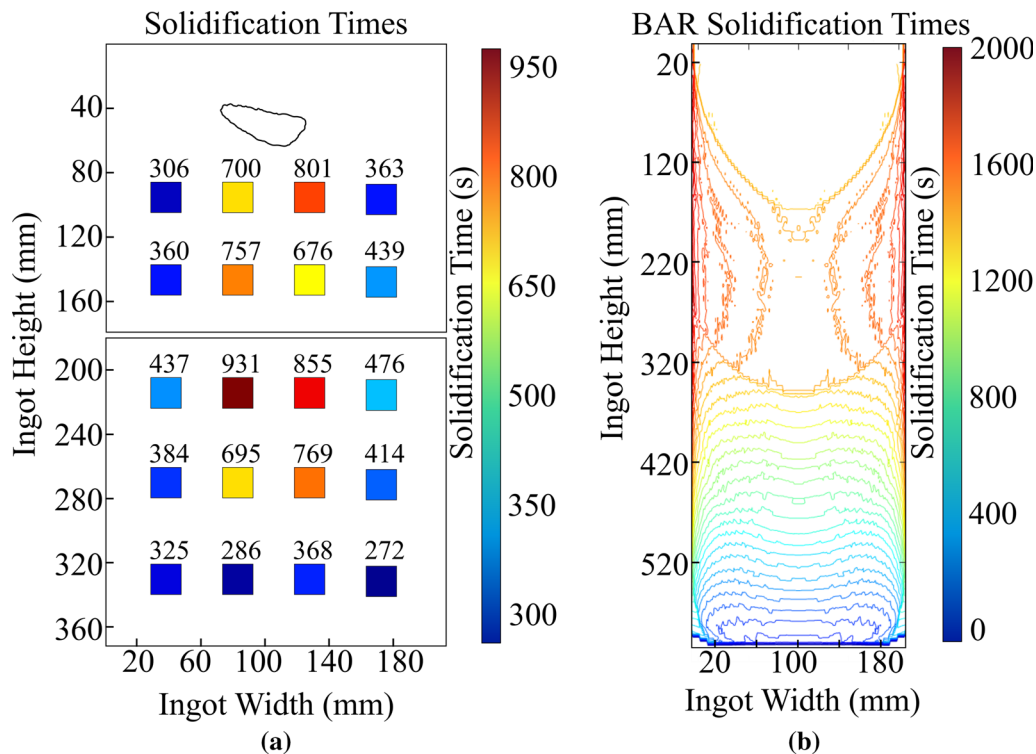 Solidification Times
Ingot Height (mm)
40
80
120
160
200
240
280
320
360
306 700 801 363
360 757 676 439
437 931 855 476
384 695 769 414
325 286 368 272
20 60 100 140 180
Ingot Width (mm)
(a)
Solidification Time (s)
950
800
650
500
350
300
BAR Solidification Times
Ingot Height (mm)
20
120
220
320
420
520
20 100 180
Ingot Width (mm)
(b)
Solidification Time (s)
2000
1600
1200
800
400
0